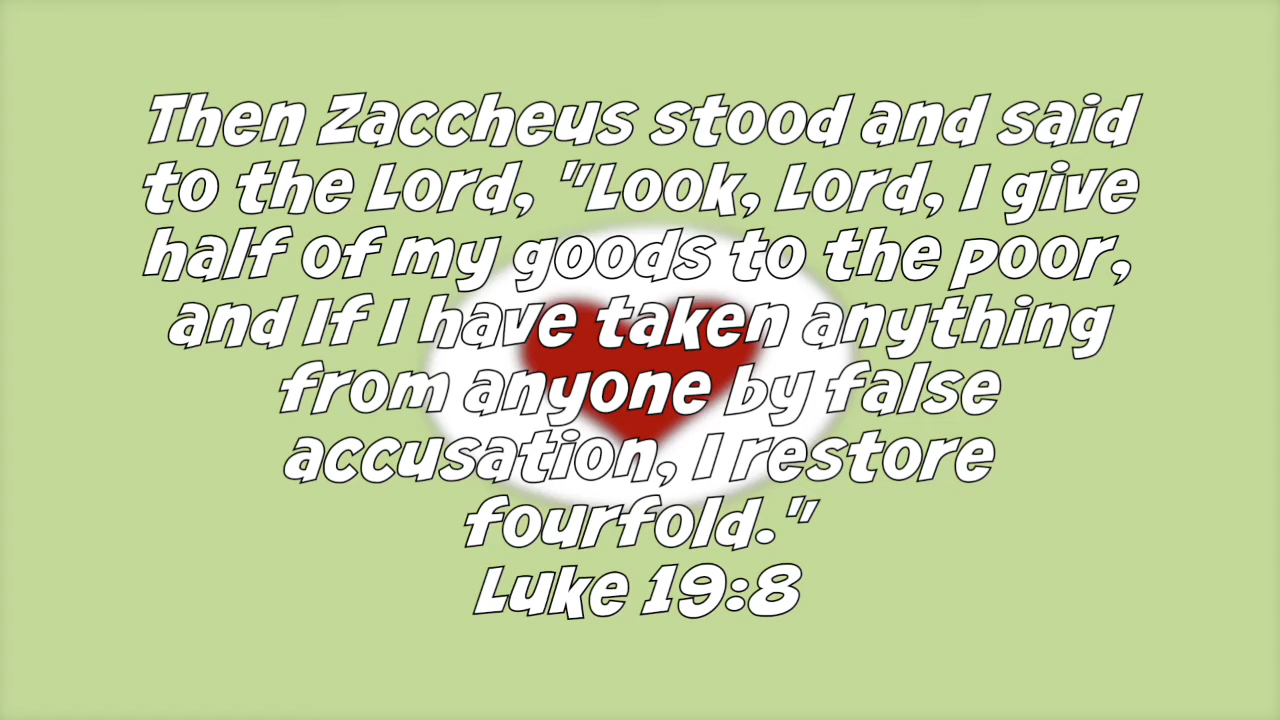 Then Zaccheus stood and said
to the Lord, "Look, Lord, I give
half of my goods to the poor,
and If I have taken anything
from anyone by false
accusation, I restore
fourfold."
Luke 19:8